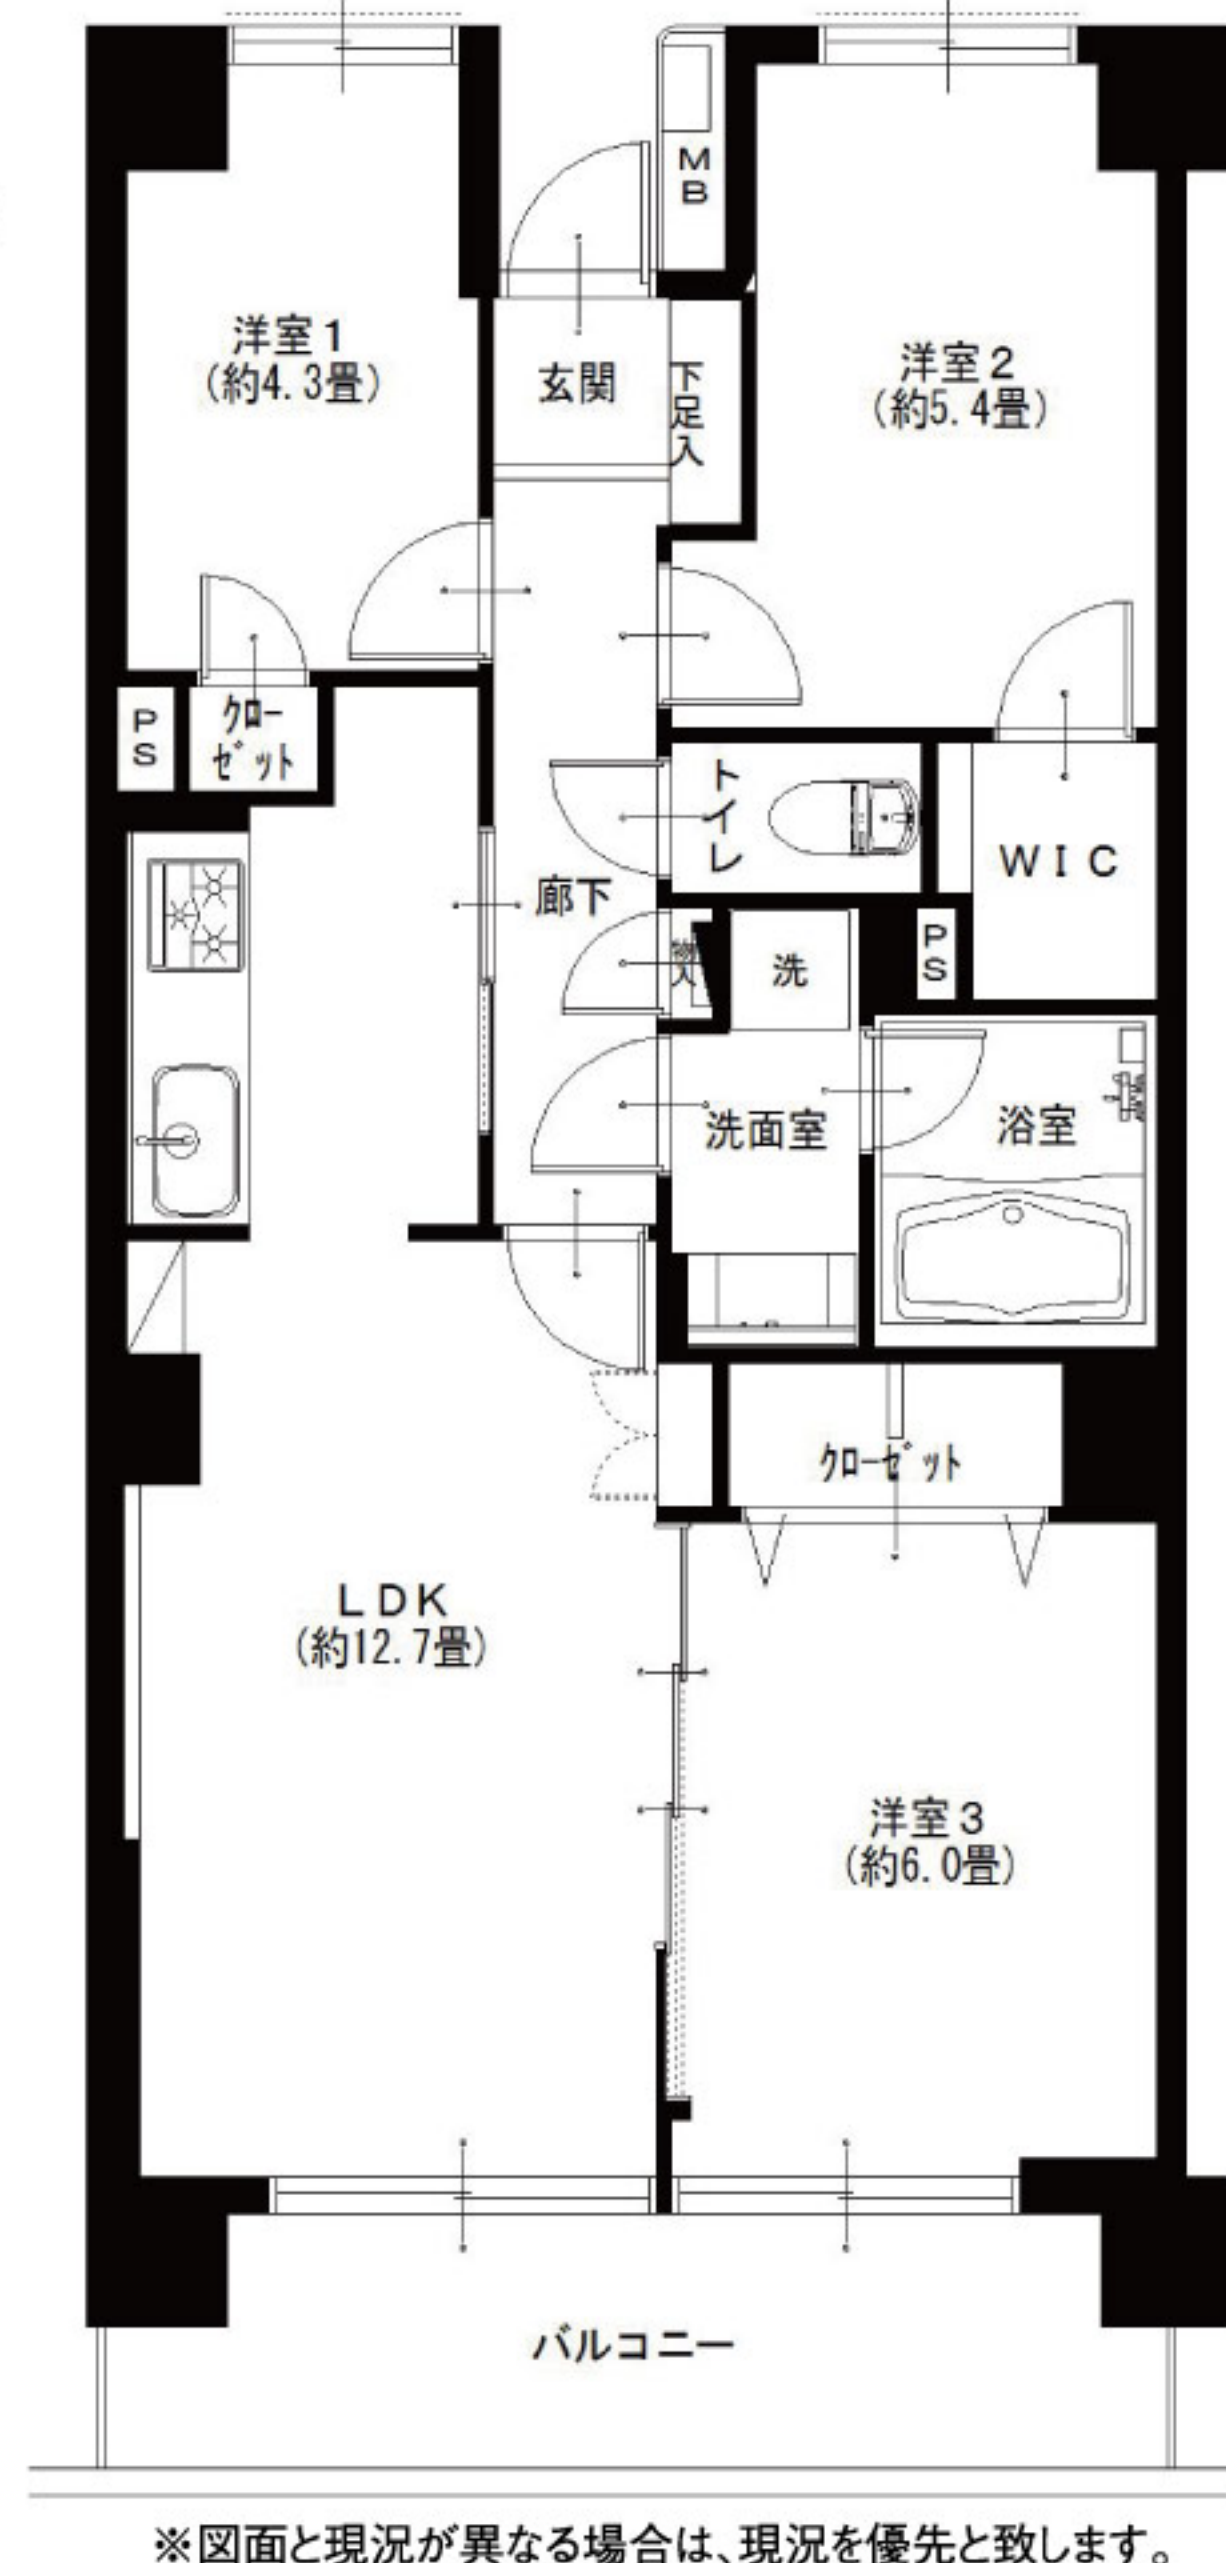 MB
洋室1
(約4.3畳)
玄関
下足入
洋室2
(約5.4畳)
PS
ｸﾛｰ
ｾﾞｯﾄ
トイレ
WIC
廊下
物入
洗
PS
洗面室
浴室
ｸﾛｰｾﾞｯﾄ
LDK
(約12.7畳)
洋室3
(約6.0畳)
バルコニー
※図面と現況が異なる場合は、現況を優先と致します。